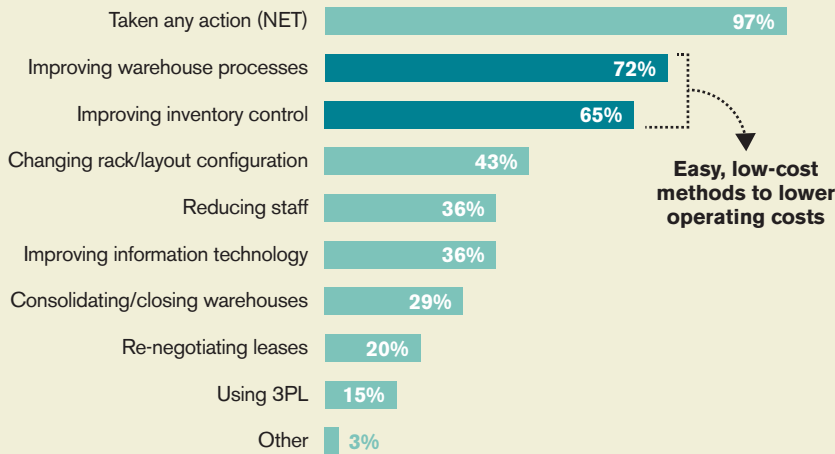 Taken any action (NET) 97%
Improving warehouse processes 72%
Improving inventory control 65%
Changing rack/layout configuration 43%
Easy, low-cost
methods to lower
operating costs
Reducing staff 36%
Improving information technology 36%
Consolidating/closing warehouses 29%
Re-negotiating leases 20%
Using 3PL 15%
Other 3%